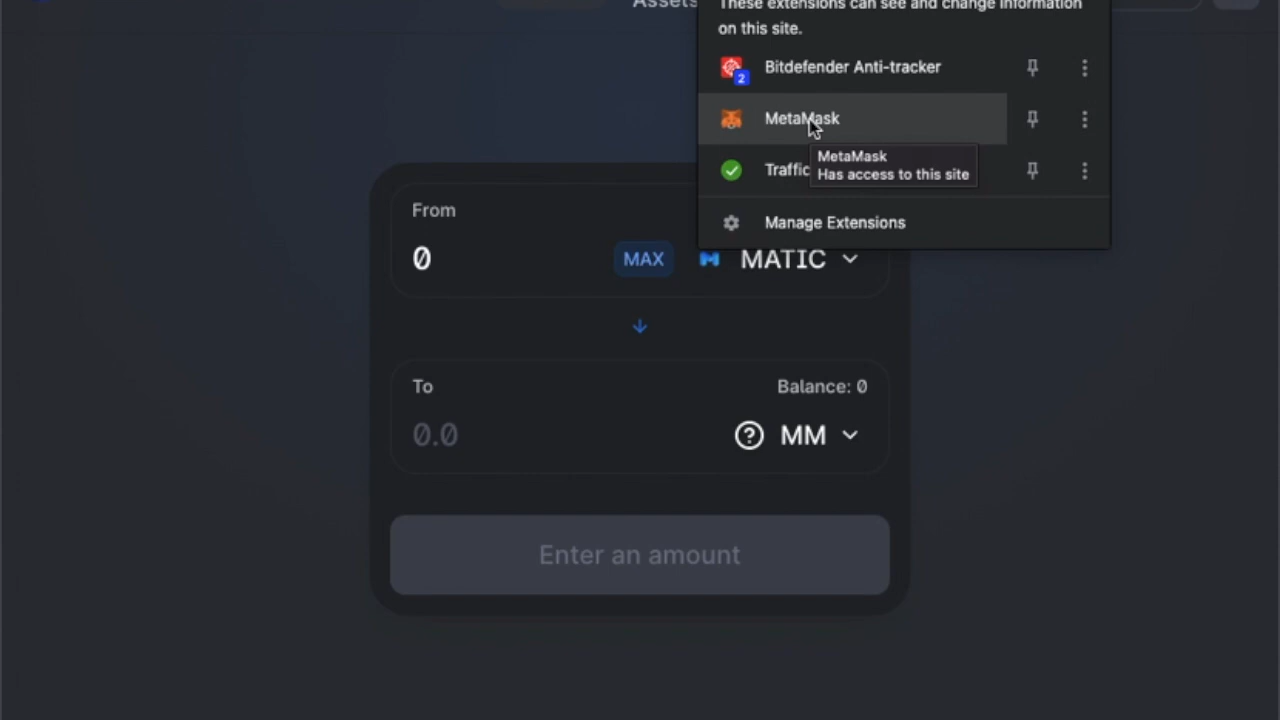 Assets
These extensions can see and change information
on this site.
2
Bitdefender Anti-tracker
MetaMask
MetaMask
Has access to this site
Traffic
Manage Extensions
From
0
MAX
MATIC
To
Balance: 0
0.0
MM
Enter an amount